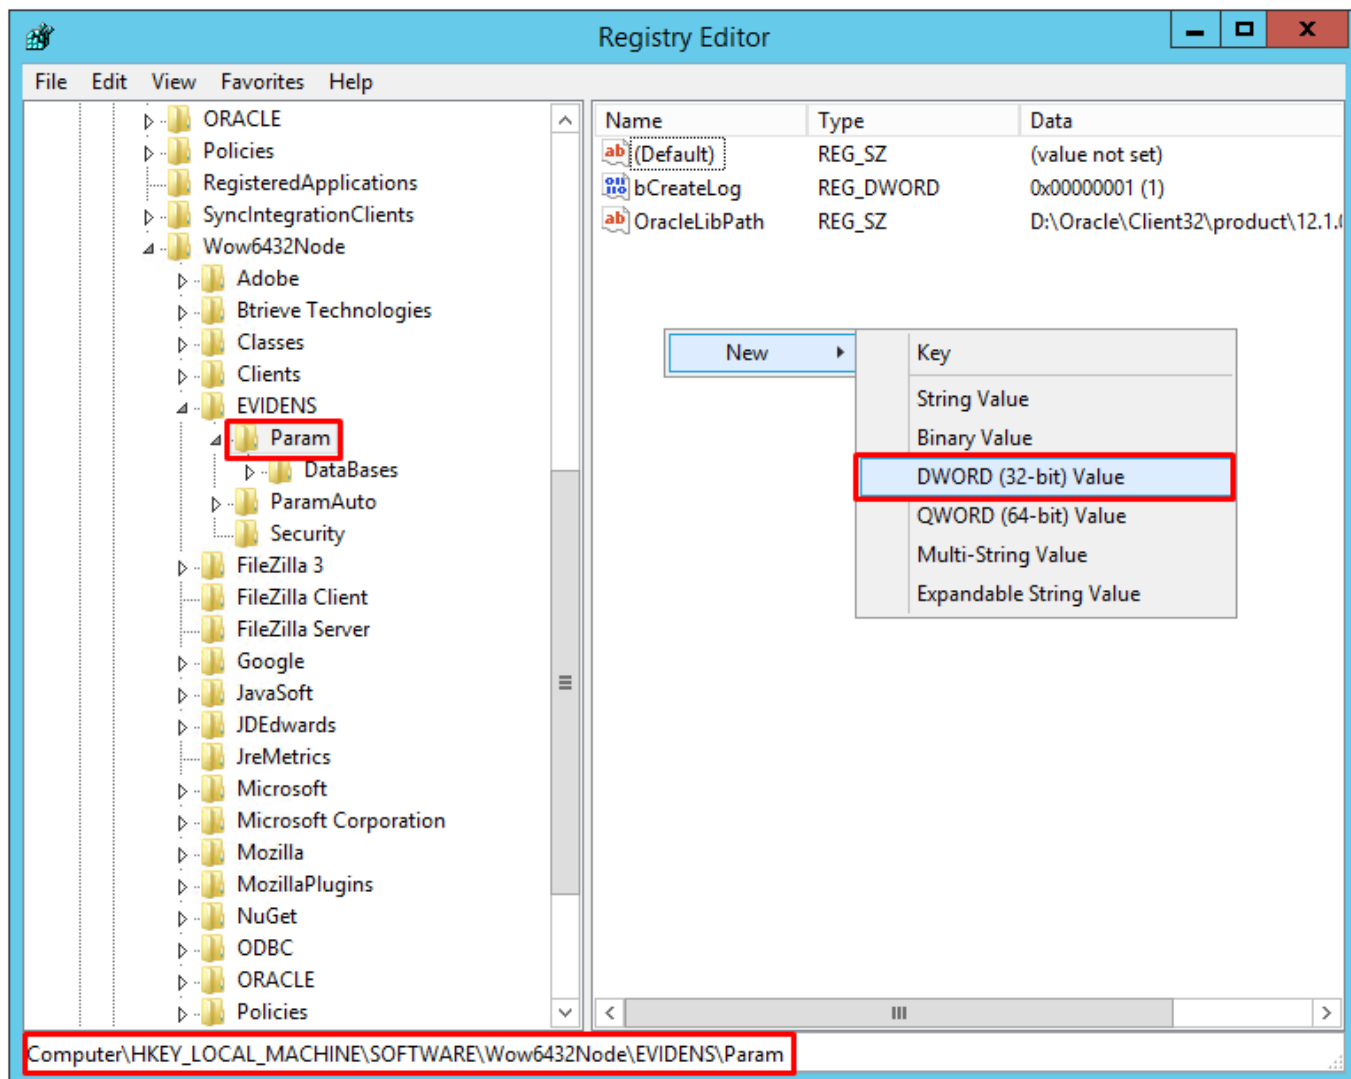 Registry Editor
File Edit View Favorites Help
ORACLE
Policies
RegisteredApplications
SyncIntegrationClients
Wow6432Node
Adobe
Btrieve Technologies
Classes
Clients
EVIDENS
Param
DataBases
ParamAuto
Security
FileZilla 3
FileZilla Client
FileZilla Server
Google
JavaSoft
JDEdwards
JreMetrics
Microsoft
Microsoft Corporation
Mozilla
MozillaPlugins
NuGet
ODBC
ORACLE
Policies
Name Type Data
(Default) REG_SZ (value not set)
bCreateLog REG_DWORD 0x00000001 (1)
OracleLibPath REG_SZ D:\Oracle\Client32\product\12.1.
New
Key
String Value
Binary Value
DWORD (32-bit) Value
QWORD (64-bit) Value
Multi-String Value
Expandable String Value
Computer\HKEY_LOCAL_MACHINE\SOFTWARE\Wow6432Node\EVIDENS\Param